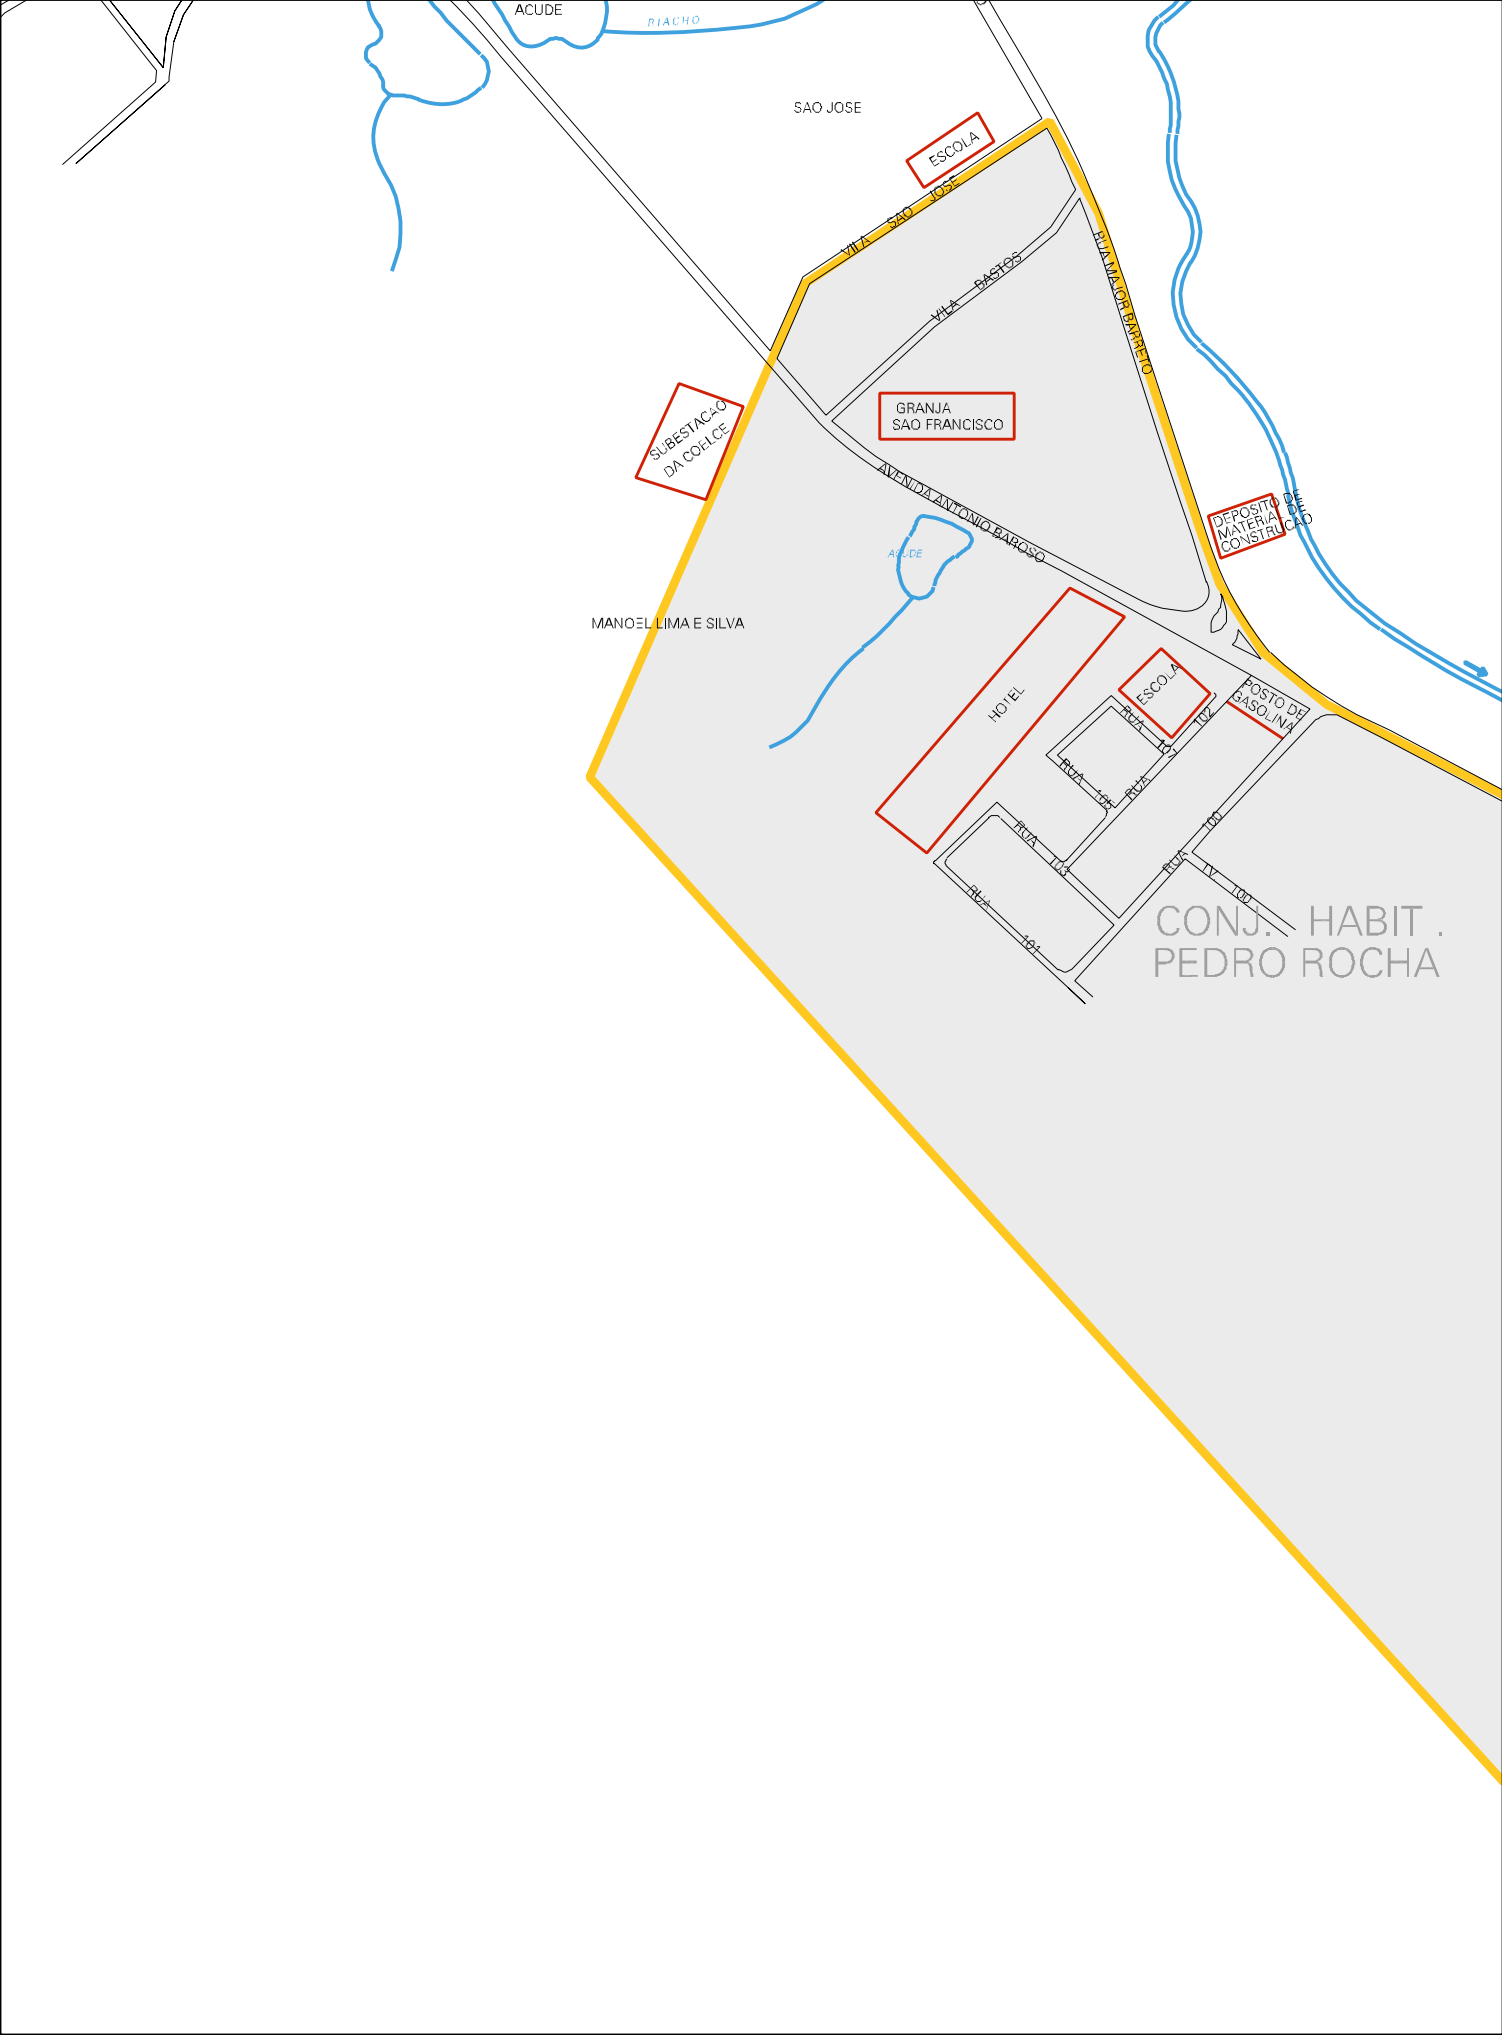 ACUDE
RIACHO
SAO JOSE
ESCOLA
VILA SAO JOSE
RUA MAJOR BARRETO
VILA BASTOS
SUBESTACAO
DA COELCE
GRANJA
SAO FRANCISCO
AVENIDA ANTONIO BAROSO
DEPOSITO DE
MATERIAL DE
CONSTRUCAO
ACUDE
MANOEL LIMA E SILVA
HOTEL
ESCOLA
POSTO DE
GASOLINA
RUA 102
RUA 107
RUA 105
RUA 103
RUA 101
RUA 100
TV. 100
CONJ. HABIT .
PEDRO ROCHA